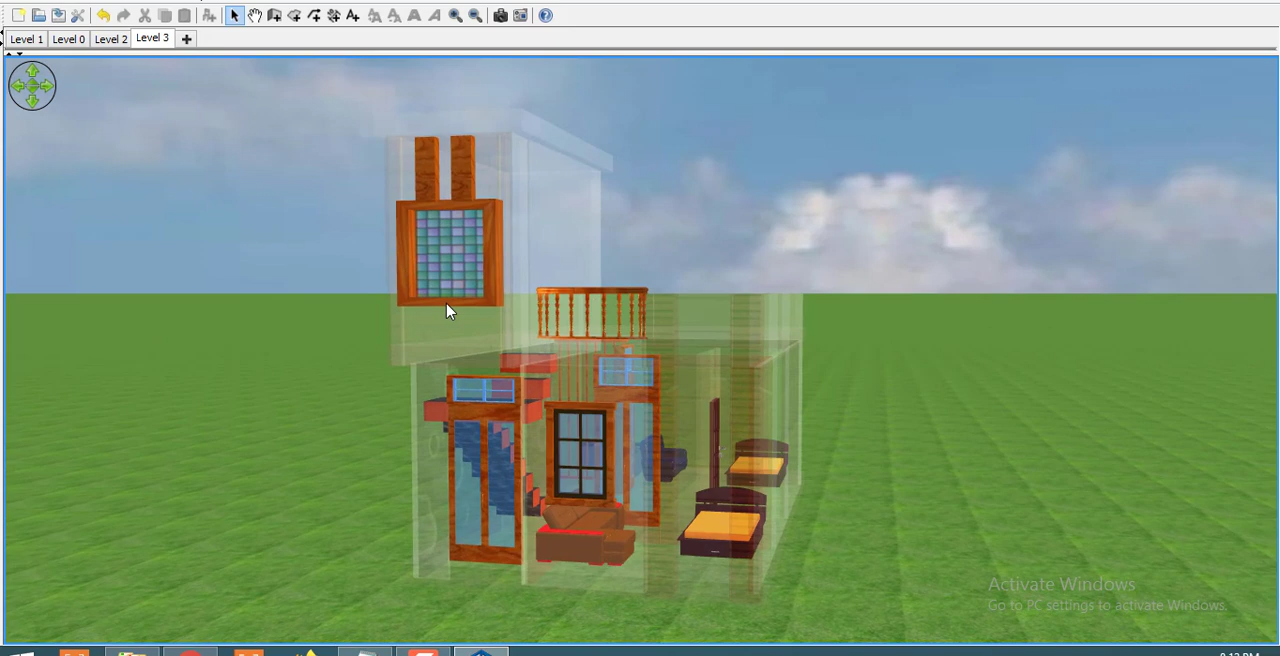 Level 1 Level 0 Level 2 Level 3
Activate Windows
Go to PC settings to activate Windows.